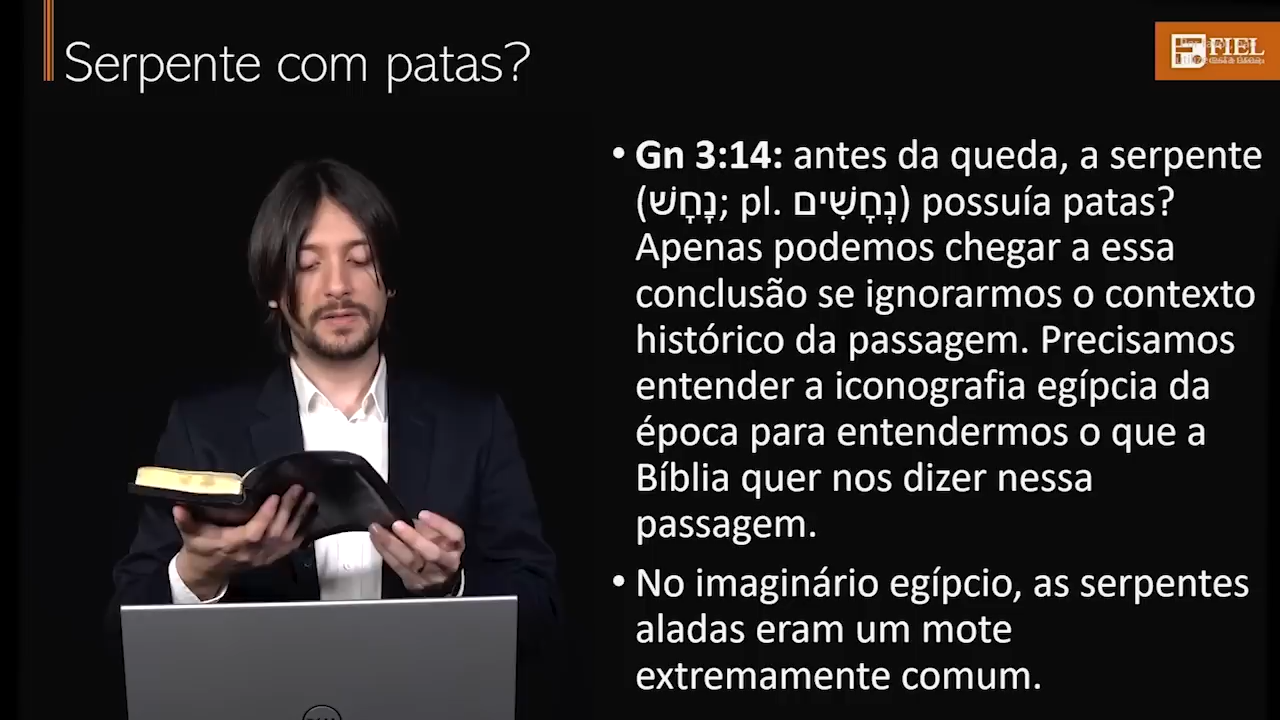 Serpente com patas?
FIEL
• Gn 3:14: antes da queda, a serpente
(נָחָשׁ; pl. נְחָשִׁים) possuía patas?
Apenas podemos chegar a essa
conclusão se ignorarmos o contexto
histórico da passagem. Precisamos
entender a iconografia egípcia da
época para entendermos o que a
Bíblia quer nos dizer nessa
passagem.
• No imaginário egípcio, as serpentes
aladas eram um mote
extremamente comum.